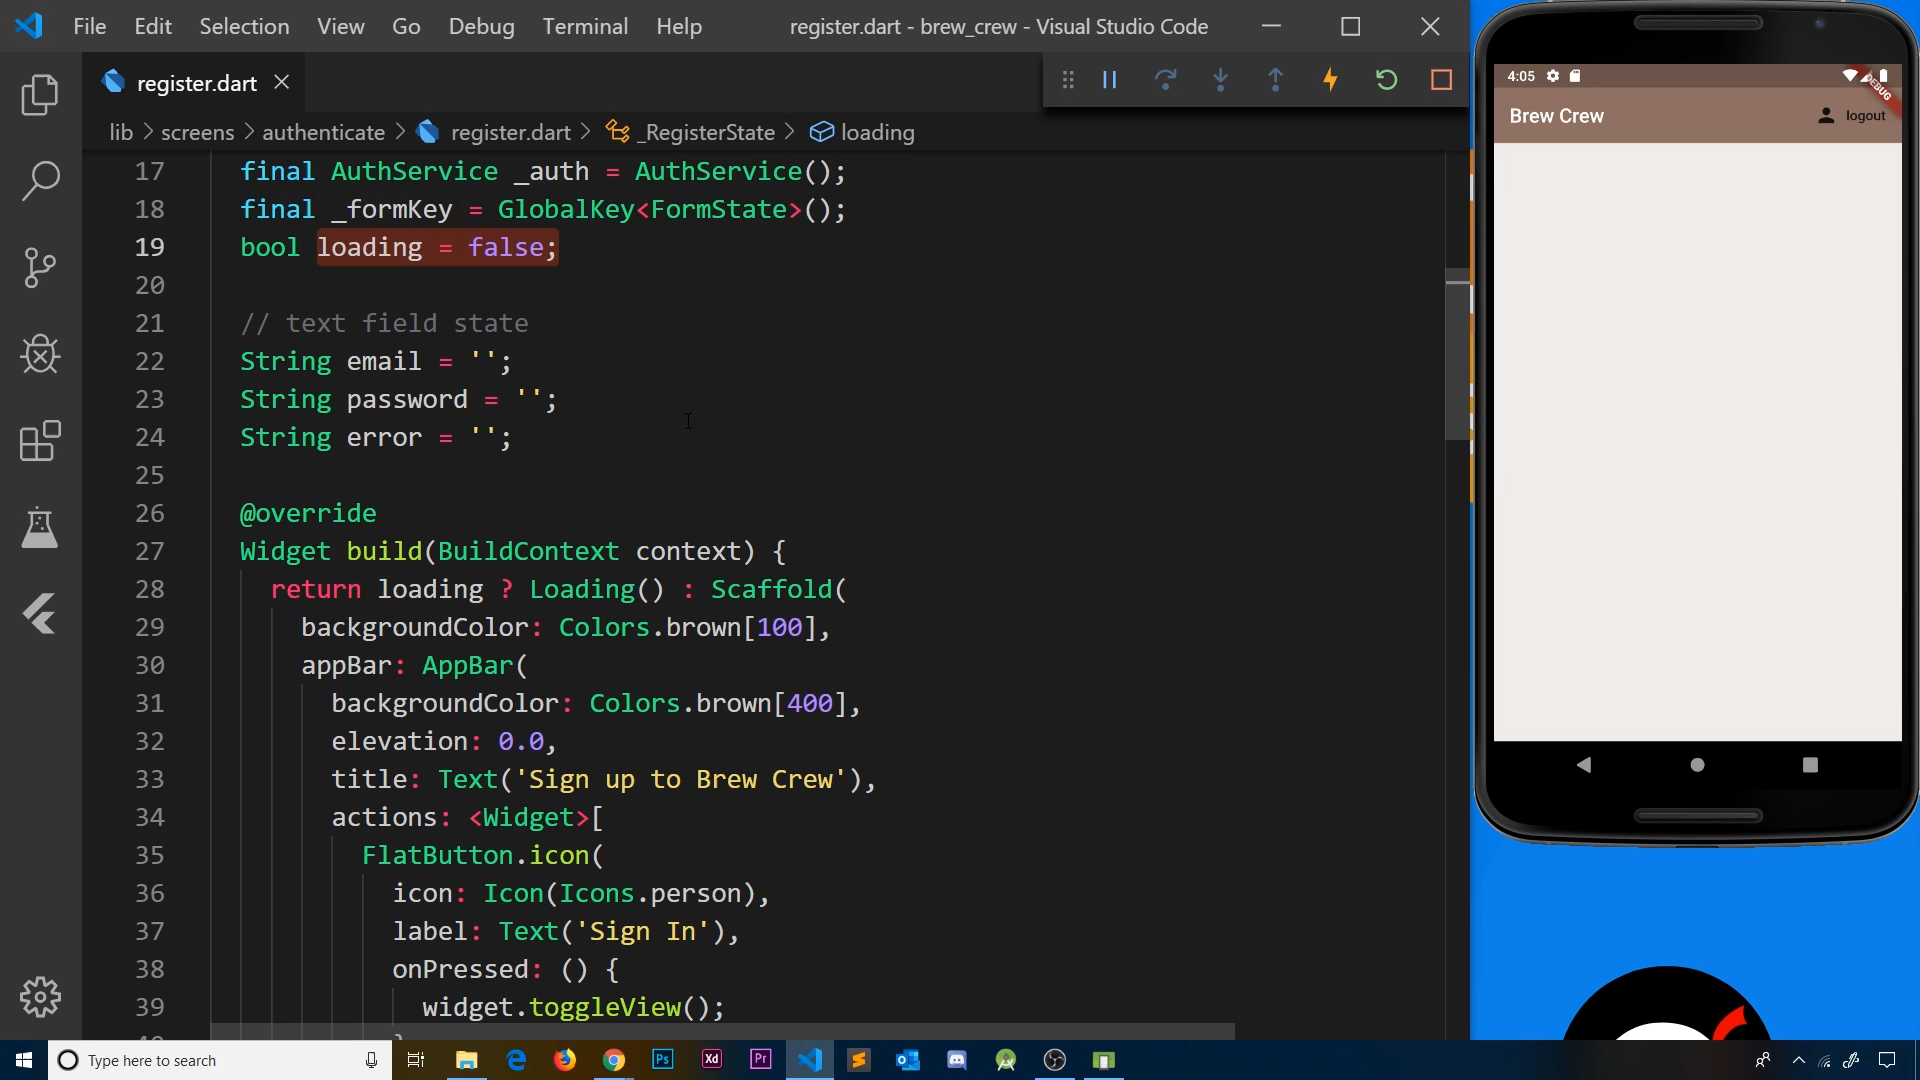 File Edit Selection View Go Debug Terminal Help register.dart - brew_crew - Visual Studio Code
register.dart
lib > screens > authenticate > register.dart > _RegisterState > loading
17 final AuthService _auth = AuthService();
18 final _formKey = GlobalKey<FormState>();
19 bool loading = false;
20
21 // text field state
22 String email = '';
23 String password = '';
24 String error = '';
25
26 @override
27 Widget build(BuildContext context) {
28 return loading ? Loading() : Scaffold(
29 backgroundColor: Colors.brown[100],
30 appBar: AppBar(
31 backgroundColor: Colors.brown[400],
32 elevation: 0.0,
33 title: Text('Sign up to Brew Crew'),
34 actions: <Widget>[
35 FlatButton.icon(
36 icon: Icon(Icons.person),
37 label: Text('Sign In'),
38 onPressed: () {
39 widget.toggleView();
4:05
DEBUG
Brew Crew logout
Type here to search
Ps Xd Pr